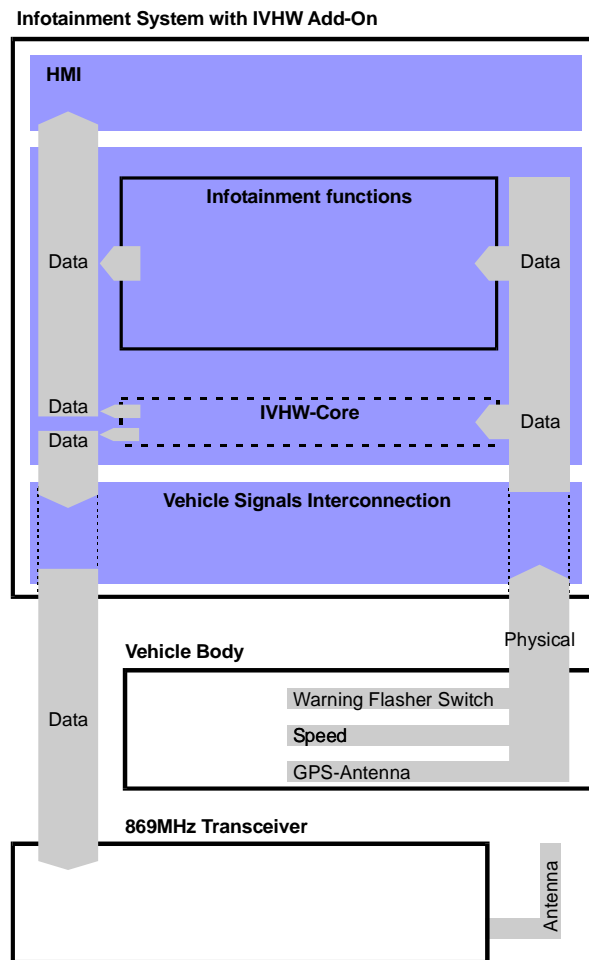 Infotainment System with IVHW Add-On
HMI
Infotainment functions
Data
Data
Data
IVHW-Core
Data
Data
Vehicle Signals Interconnection
Physical
Vehicle Body
Warning Flasher Switch
Data
Speed
GPS-Antenna
869MHz Transceiver
Antenna